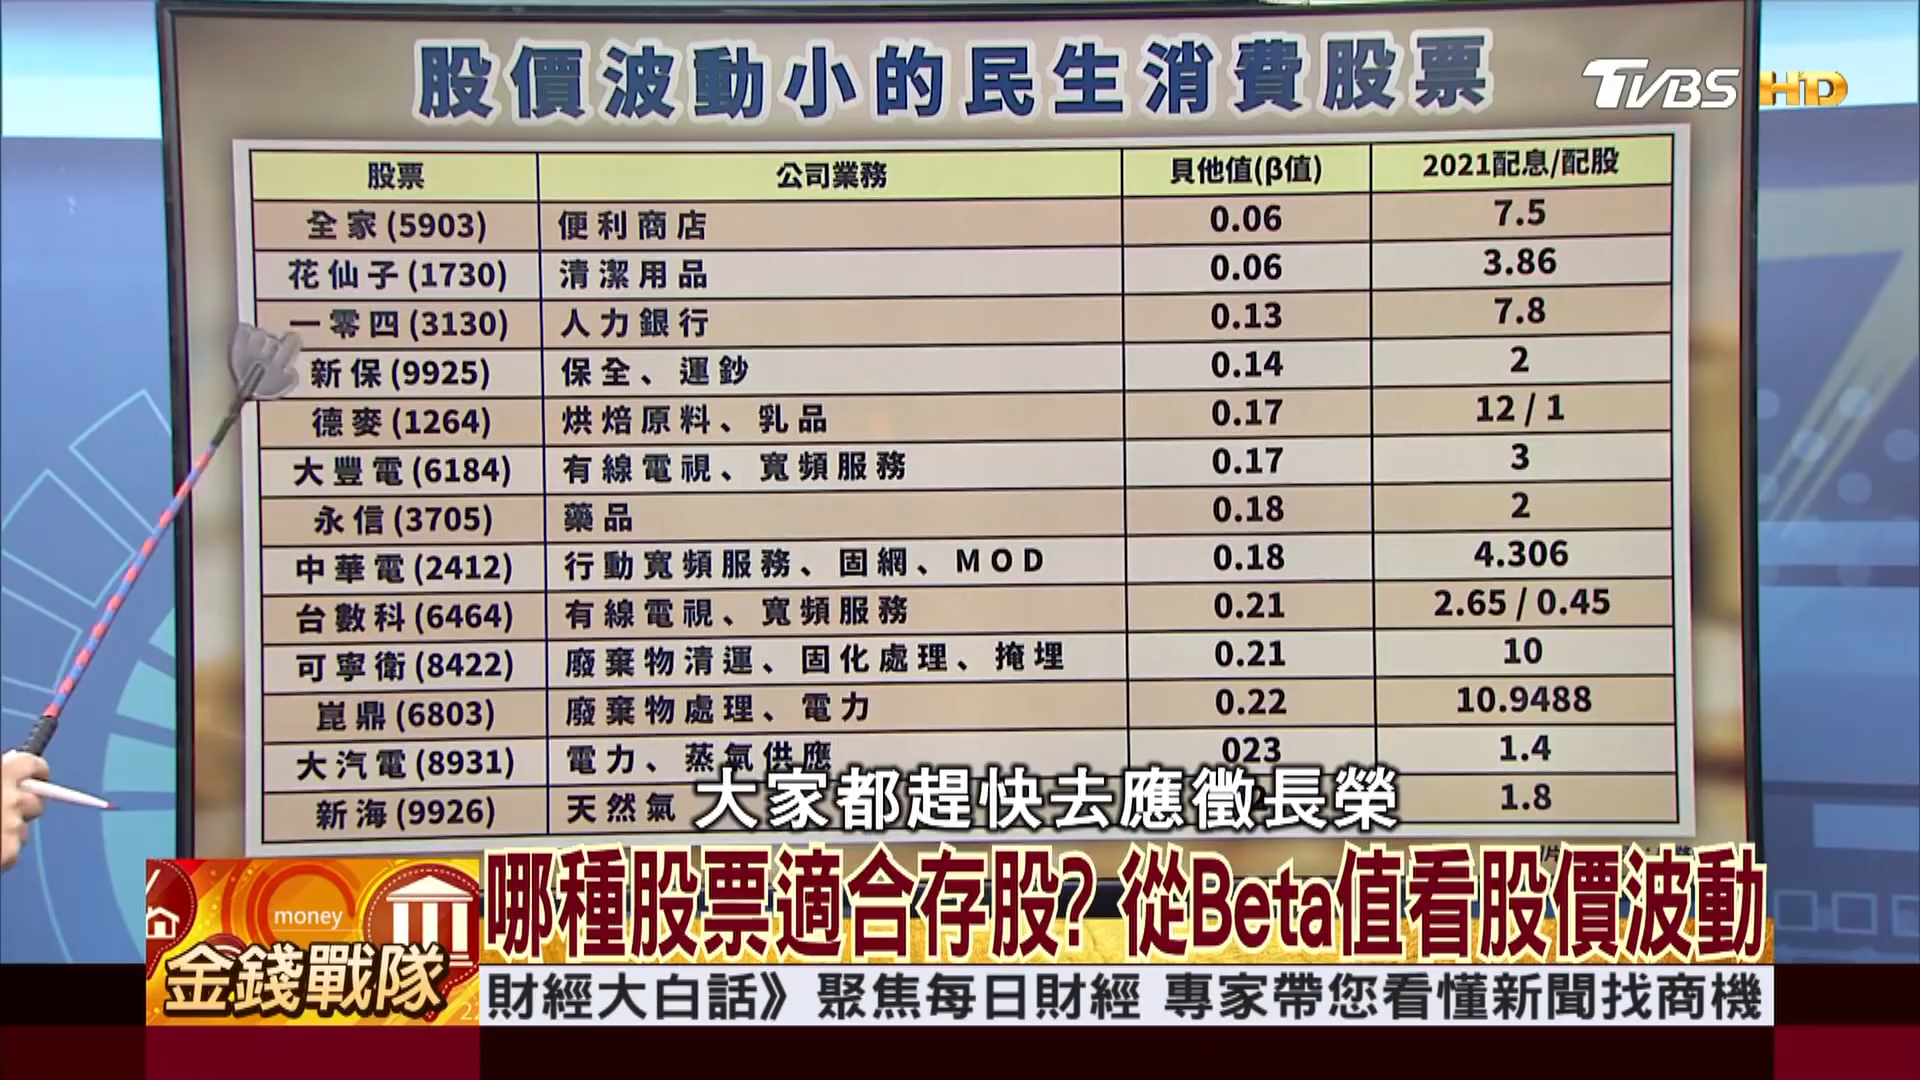 股價波動小的民生消費股票
TVBS HD
股票 公司業務 貝他值(β值) 2021配息/配股
全家(5903) 便利商店 0.06 7.5
花仙子(1730) 清潔用品 0.06 3.86
一零四(3130) 人力銀行 0.13 7.8
新保(9925) 保全、運鈔 0.14 2
德麥(1264) 烘焙原料、乳品 0.17 12 / 1
大豐電(6184) 有線電視、寬頻服務 0.17 3
永信(3705) 藥品 0.18 2
中華電(2412) 行動寬頻服務、固網、MOD 0.18 4.306
台數科(6464) 有線電視、寬頻服務 0.21 2.65 / 0.45
可寧衛(8422) 廢棄物清運、固化處理、掩埋 0.21 10
崑鼎(6803) 廢棄物處理、電力 0.22 10.9488
大汽電(8931) 電力、蒸氣供應 023 1.4
新海(9926) 天然氣 1.8
大家都趕快去應徵長榮
money
金錢戰隊
哪種股票適合存股? 從Beta值看股價波動
財經大白話》聚焦每日財經 專家帶您看懂新聞找商機